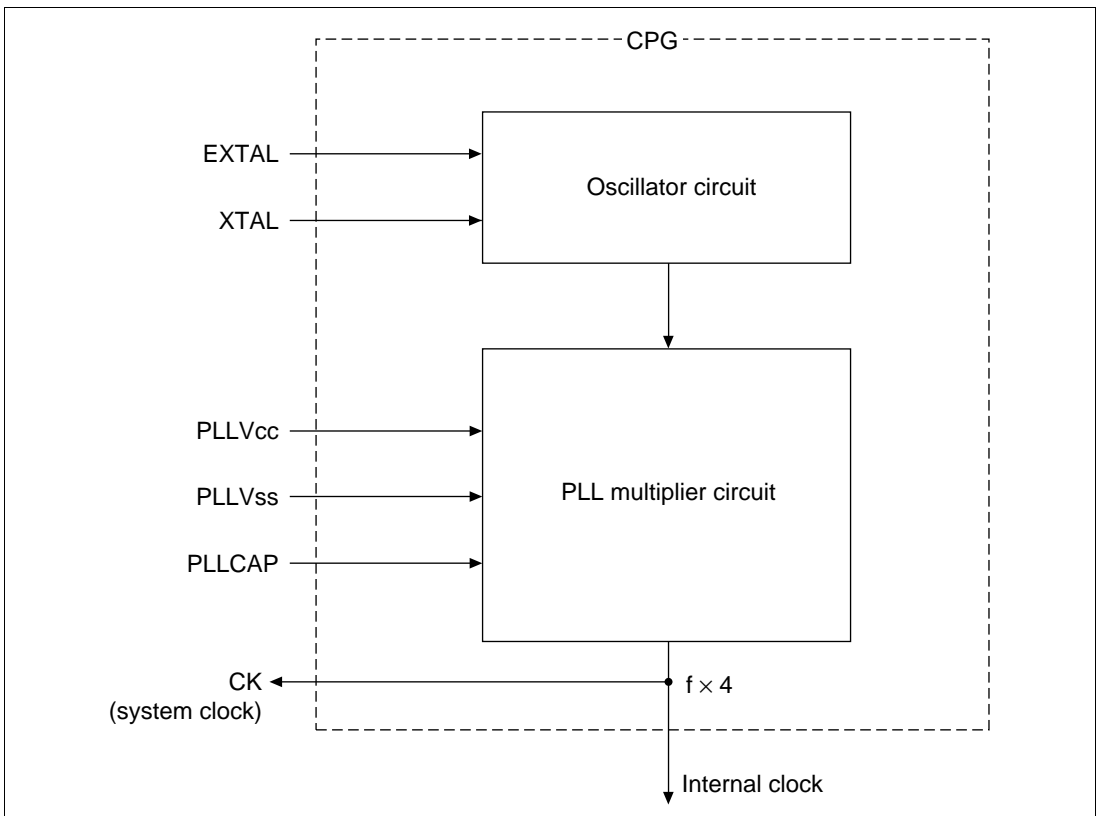 CPG
EXTAL
Oscillator circuit
XTAL
PLLVcc
PLLVss
PLL multiplier circuit
PLLCAP
CK
(system clock)
f × 4
Internal clock